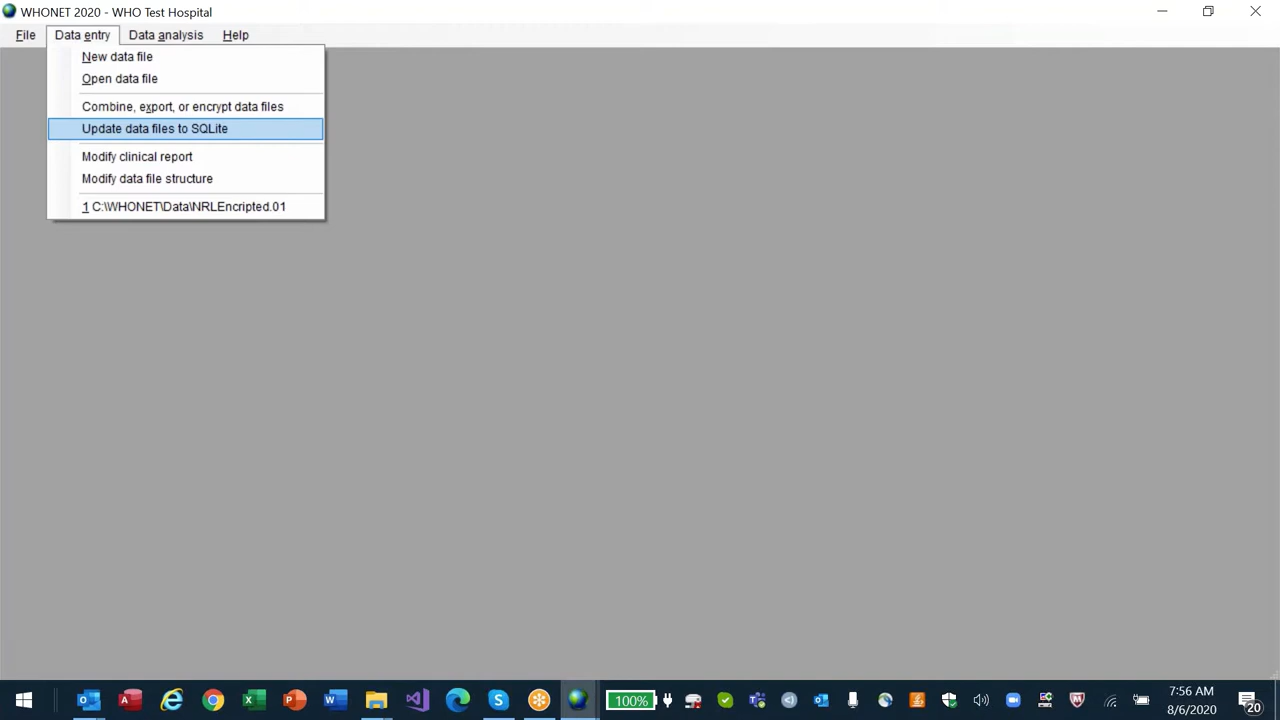 WHONET 2020 - WHO Test Hospital
File Data entry Data analysis Help
New data file
Open data file
Combine, export, or encrypt data files
Update data files to SQLite
Modify clinical report
Modify data file structure
1 C:\WHONET\Data\NRLEncripted.01
100%
7:56 AM
8/6/2020
20